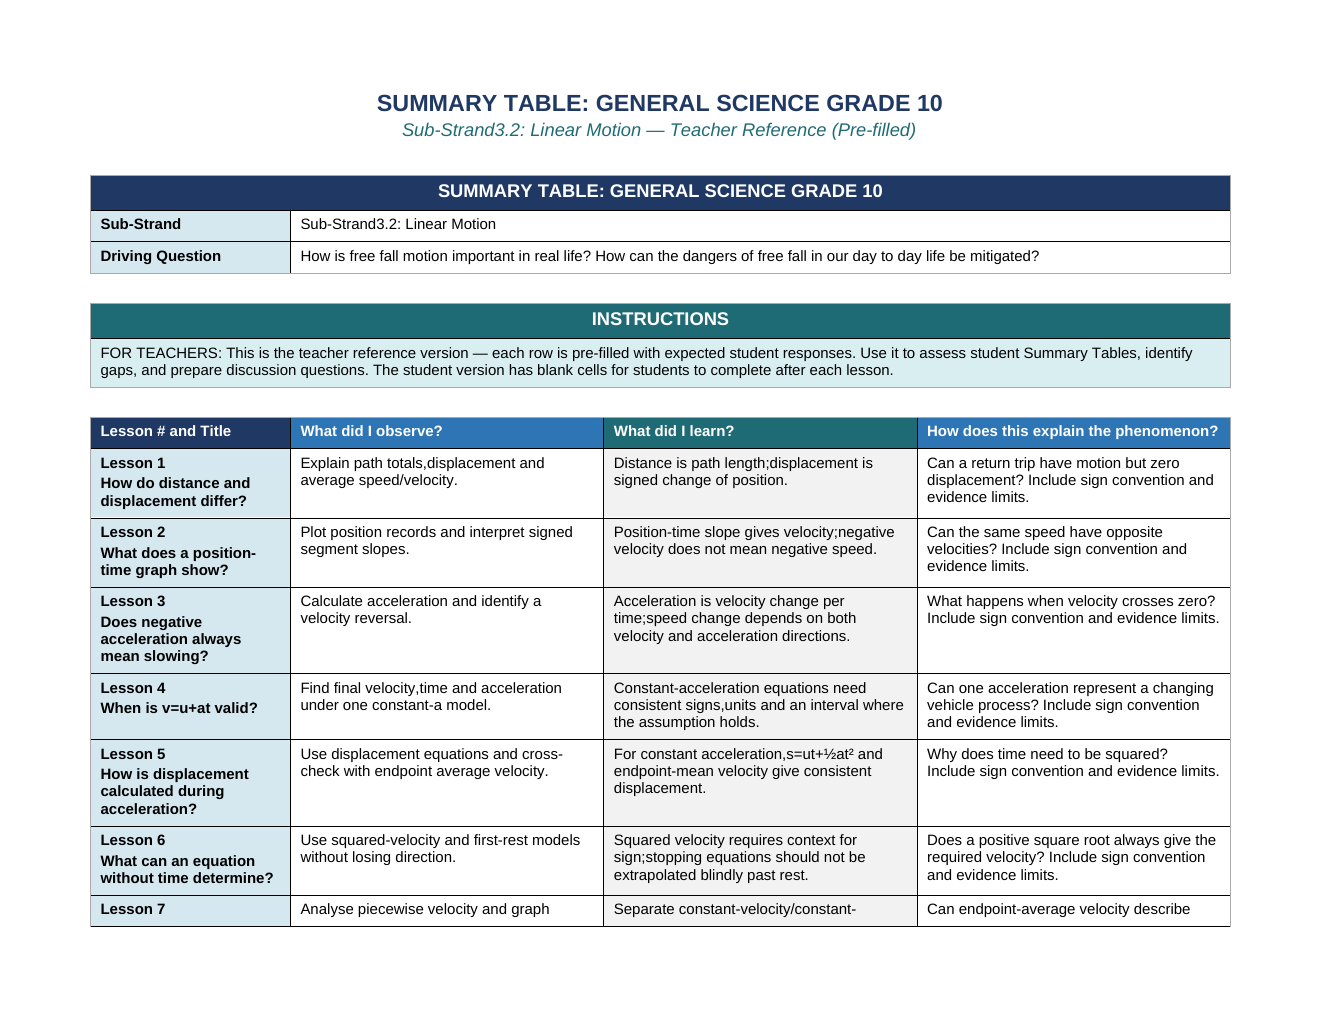 SUMMARY TABLE: GENERAL SCIENCE GRADE 10
Sub-Strand3.2: Linear Motion — Teacher Reference (Pre-filled)
SUMMARY TABLE: GENERAL SCIENCE GRADE 10
Sub-Strand
Sub-Strand3.2: Linear Motion
Driving Question
How is free fall motion important in real life? How can the dangers of free fall in our day to day life be mitigated?
INSTRUCTIONS
FOR TEACHERS: This is the teacher reference version — each row is pre-filled with expected student responses. Use it to assess student Summary Tables, identify
gaps, and prepare discussion questions. The student version has blank cells for students to complete after each lesson.
Lesson # and Title
What did I observe?
What did I learn?
How does this explain the phenomenon?
Lesson 1
How do distance and
displacement differ?
Explain path totals,displacement and
average speed/velocity.
Distance is path length;displacement is
signed change of position.
Can a return trip have motion but zero
displacement? Include sign convention and
evidence limits.
Lesson 2
What does a position-
time graph show?
Plot position records and interpret signed
segment slopes.
Position-time slope gives velocity;negative
velocity does not mean negative speed.
Can the same speed have opposite
velocities? Include sign convention and
evidence limits.
Lesson 3
Does negative
acceleration always
mean slowing?
Calculate acceleration and identify a
velocity reversal.
Acceleration is velocity change per
time;speed change depends on both
velocity and acceleration directions.
What happens when velocity crosses zero?
Include sign convention and evidence limits.
Lesson 4
When is v=u+at valid?
Find final velocity,time and acceleration
under one constant-a model.
Constant-acceleration equations need
consistent signs,units and an interval where
the assumption holds.
Can one acceleration represent a changing
vehicle process? Include sign convention
and evidence limits.
Lesson 5
How is displacement
calculated during
acceleration?
Use displacement equations and cross-
check with endpoint average velocity.
For constant acceleration,s=ut+½at² and
endpoint-mean velocity give consistent
displacement.
Why does time need to be squared?
Include sign convention and evidence limits.
Lesson 6
What can an equation
without time determine?
Use squared-velocity and first-rest models
without losing direction.
Squared velocity requires context for
sign;stopping equations should not be
extrapolated blindly past rest.
Does a positive square root always give the
required velocity? Include sign convention
and evidence limits.
Lesson 7
Analyse piecewise velocity and graph
Separate constant-velocity/constant-
Can endpoint-average velocity describe